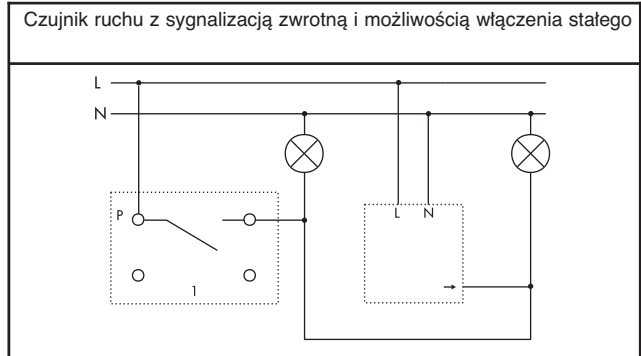 Czujnik ruchu z sygnalizacją zwrotną i możliwością włączenia stałego
L
N
P
L N
1